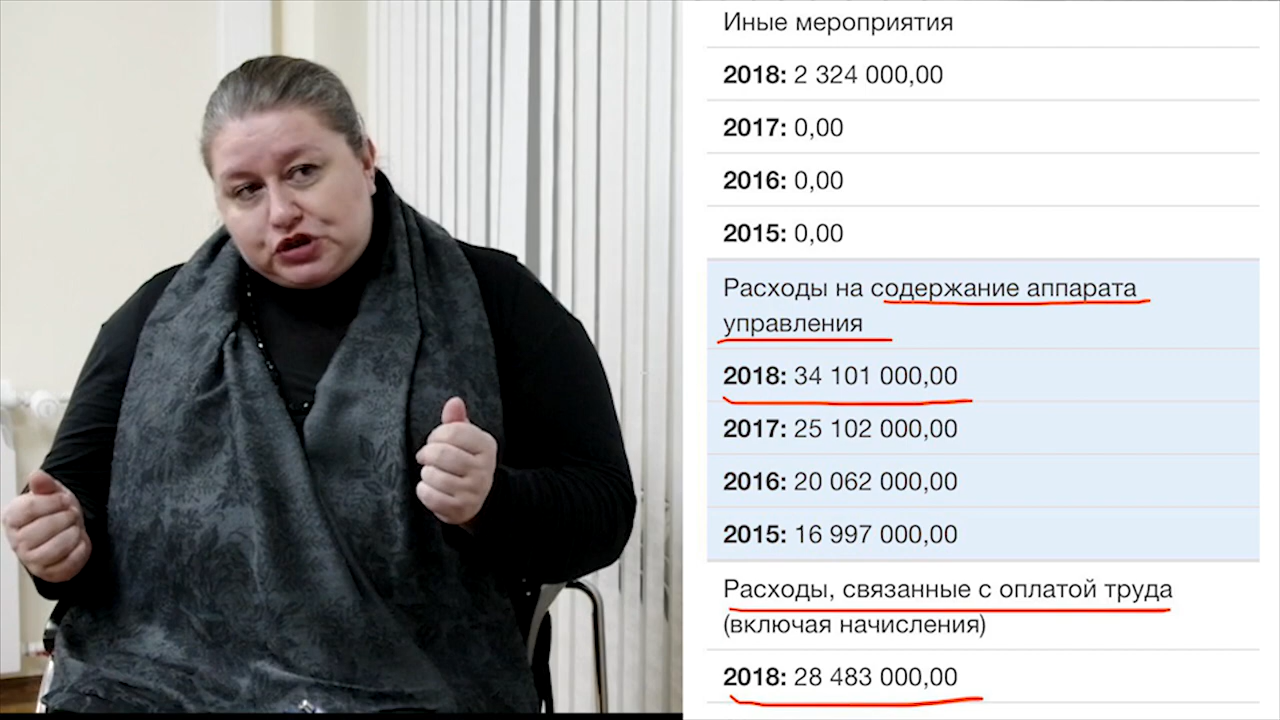 Иные мероприятия
2018: 2 324 000,00
2017: 0,00
2016: 0,00
2015: 0,00
Расходы на содержание аппарата
управления
2018: 34 101 000,00
2017: 25 102 000,00
2016: 20 062 000,00
2015: 16 997 000,00
Расходы, связанные с оплатой труда
(включая начисления)
2018: 28 483 000,00